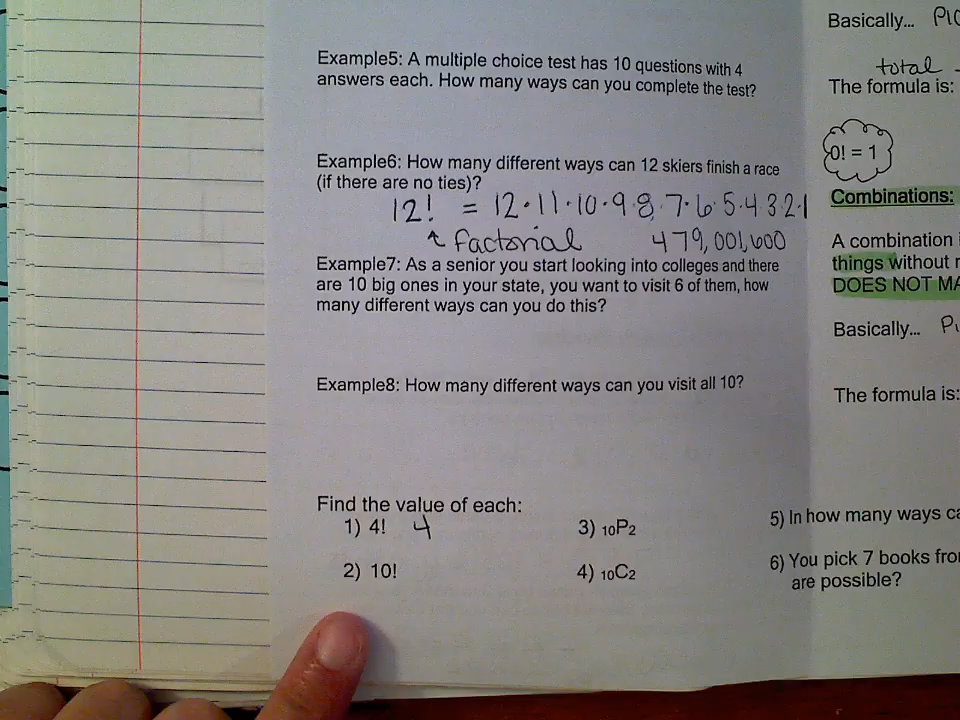 Example5: A multiple choice test has 10 questions with 4
answers each. How many ways can you complete the test?
Example6: How many different ways can 12 skiers finish a race
(if there are no ties)?
12! = 12·11·10·9·8·7·6·5·4·3·2·1
↑ factorial 479,001,600
Example7: As a senior you start looking into colleges and there
are 10 big ones in your state, you want to visit 6 of them, how
many different ways can you do this?
Example8: How many different ways can you visit all 10?
Find the value of each:
1) 4! 4
2) 10!
3) ₁₀P₂
4) ₁₀C₂
Basically...
total
The formula is:
0! = 1
Combinations:
A combination
things without
DOES NOT
Basically...
The formula is:
5) In how many ways
6) You pick 7 books
are possible?